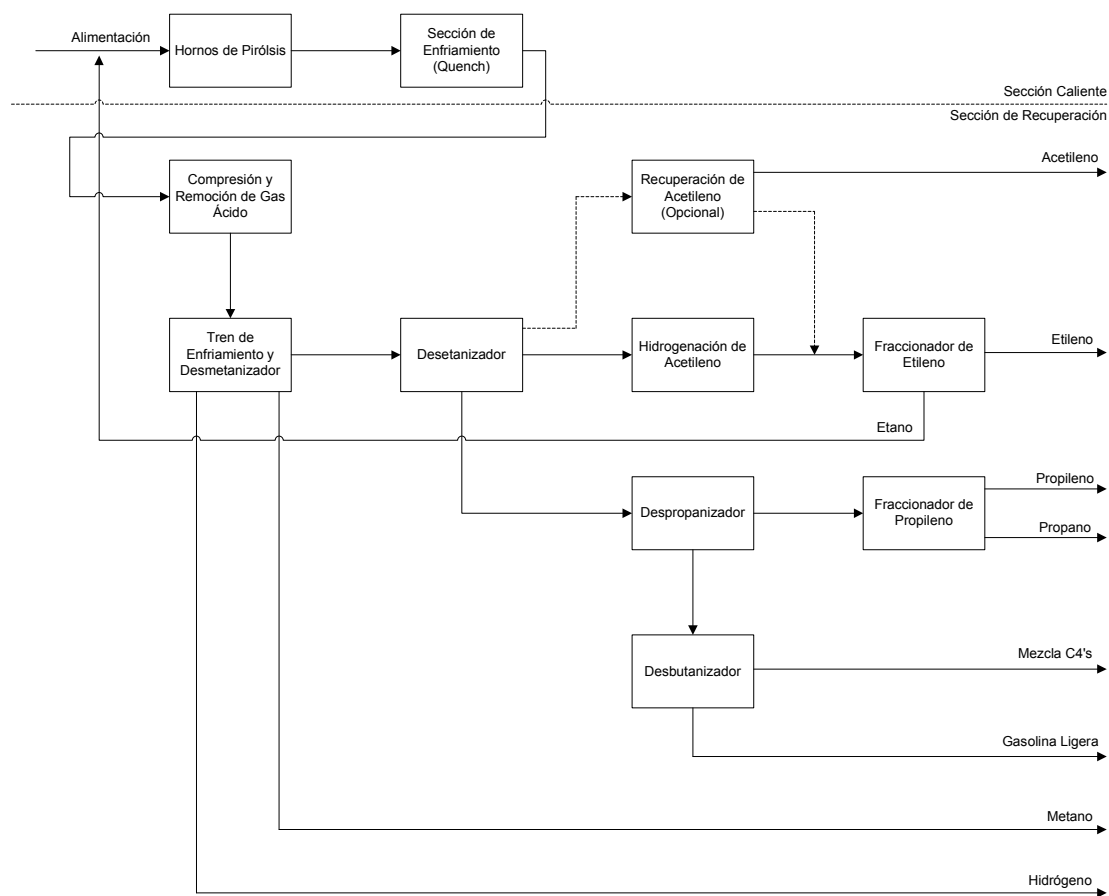 Alimentación
Hornos de Pirólsis
Sección de
Enfriamiento
(Quench)
Sección Caliente
Sección de Recuperación
Compresión y
Remoción de Gas
Ácido
Recuperación de
Acetileno
(Opcional)
Acetileno
Tren de
Enfriamiento y
Desmetanizador
Desetanizador
Hidrogenación de
Acetileno
Fraccionador de
Etileno
Etileno
Etano
Despropanizador
Fraccionador de
Propileno
Propileno
Propano
Desbutanizador
Mezcla C4's
Gasolina Ligera
Metano
Hidrógeno